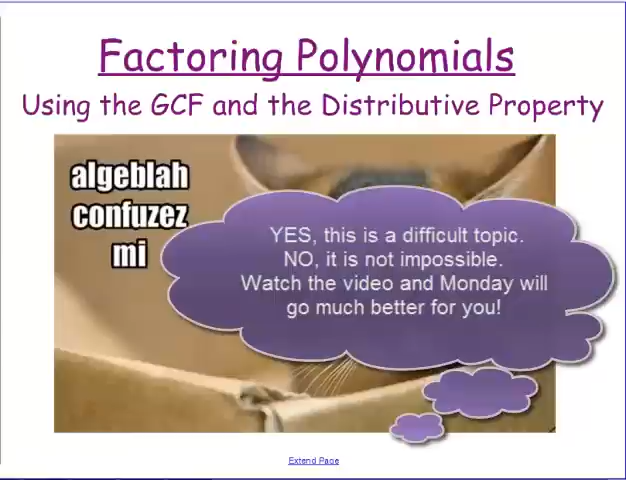 Factoring Polynomials
Using the GCF and the Distributive Property
algeblah
confuzez
mi
YES, this is a difficult topic.
NO, it is not impossible.
Watch the video and Monday will
go much better for you!
Extend Page